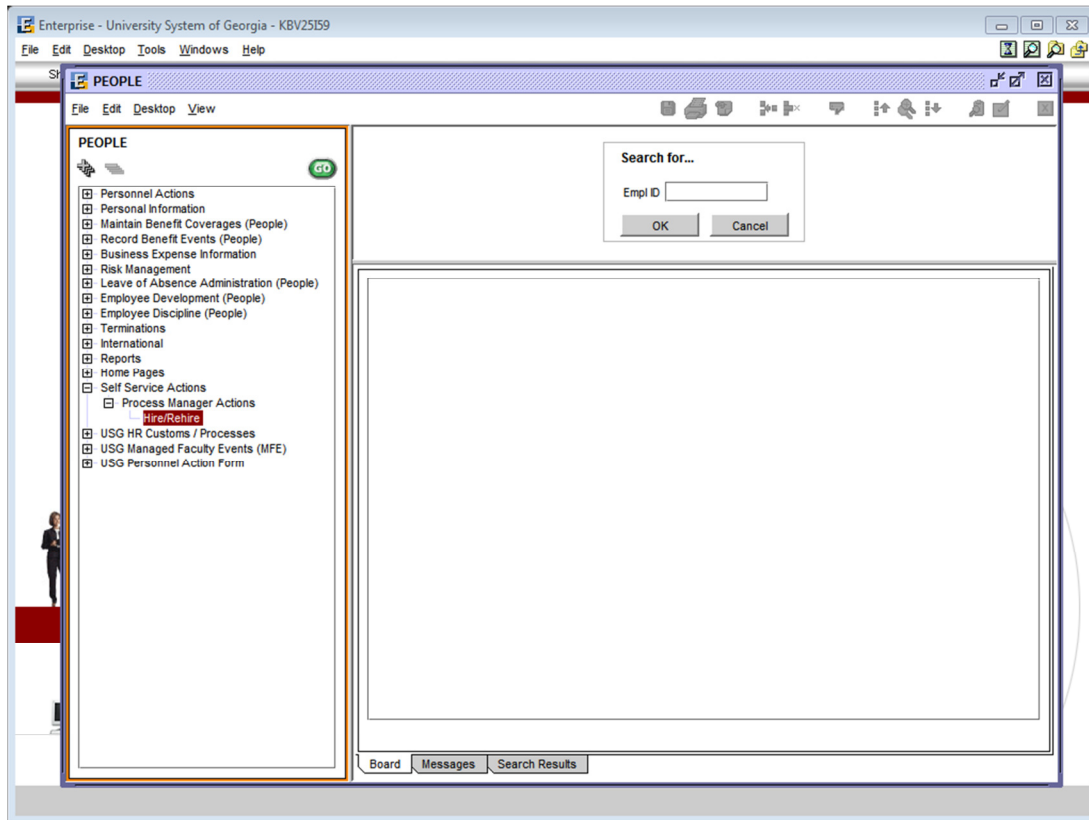 Enterprise - University System of Georgia - KBV25I59
File Edit Desktop Tools Windows Help
PEOPLE
File Edit Desktop View
PEOPLE
GO
Personnel Actions
Personal Information
Maintain Benefit Coverages (People)
Record Benefit Events (People)
Business Expense Information
Risk Management
Leave of Absence Administration (People)
Employee Development (People)
Employee Discipline (People)
Terminations
International
Reports
Home Pages
Self Service Actions
Process Manager Actions
Hire/Rehire
USG HR Customs / Processes
USG Managed Faculty Events (MFE)
USG Personnel Action Form
Search for...
Empl ID
OK Cancel
Board Messages Search Results